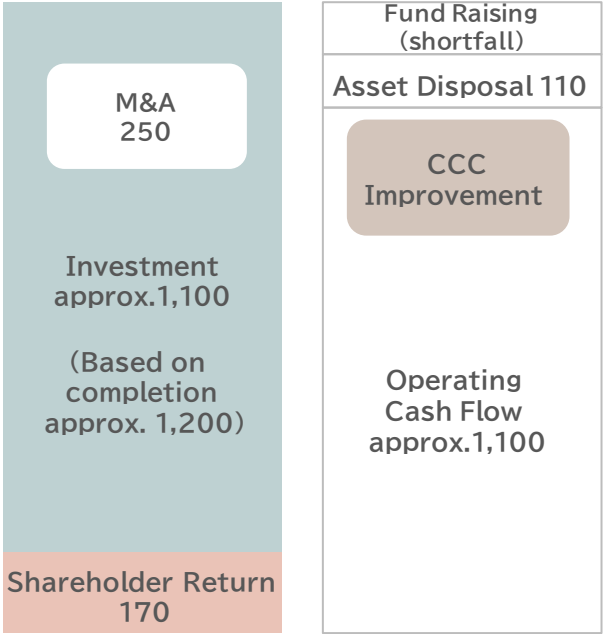 M&A
250
Investment
approx.1,100
(Based on
completion
approx. 1,200)
Shareholder Return
170
Fund Raising
(shortfall)
Asset Disposal 110
CCC
Improvement
Operating
Cash Flow
approx.1,100